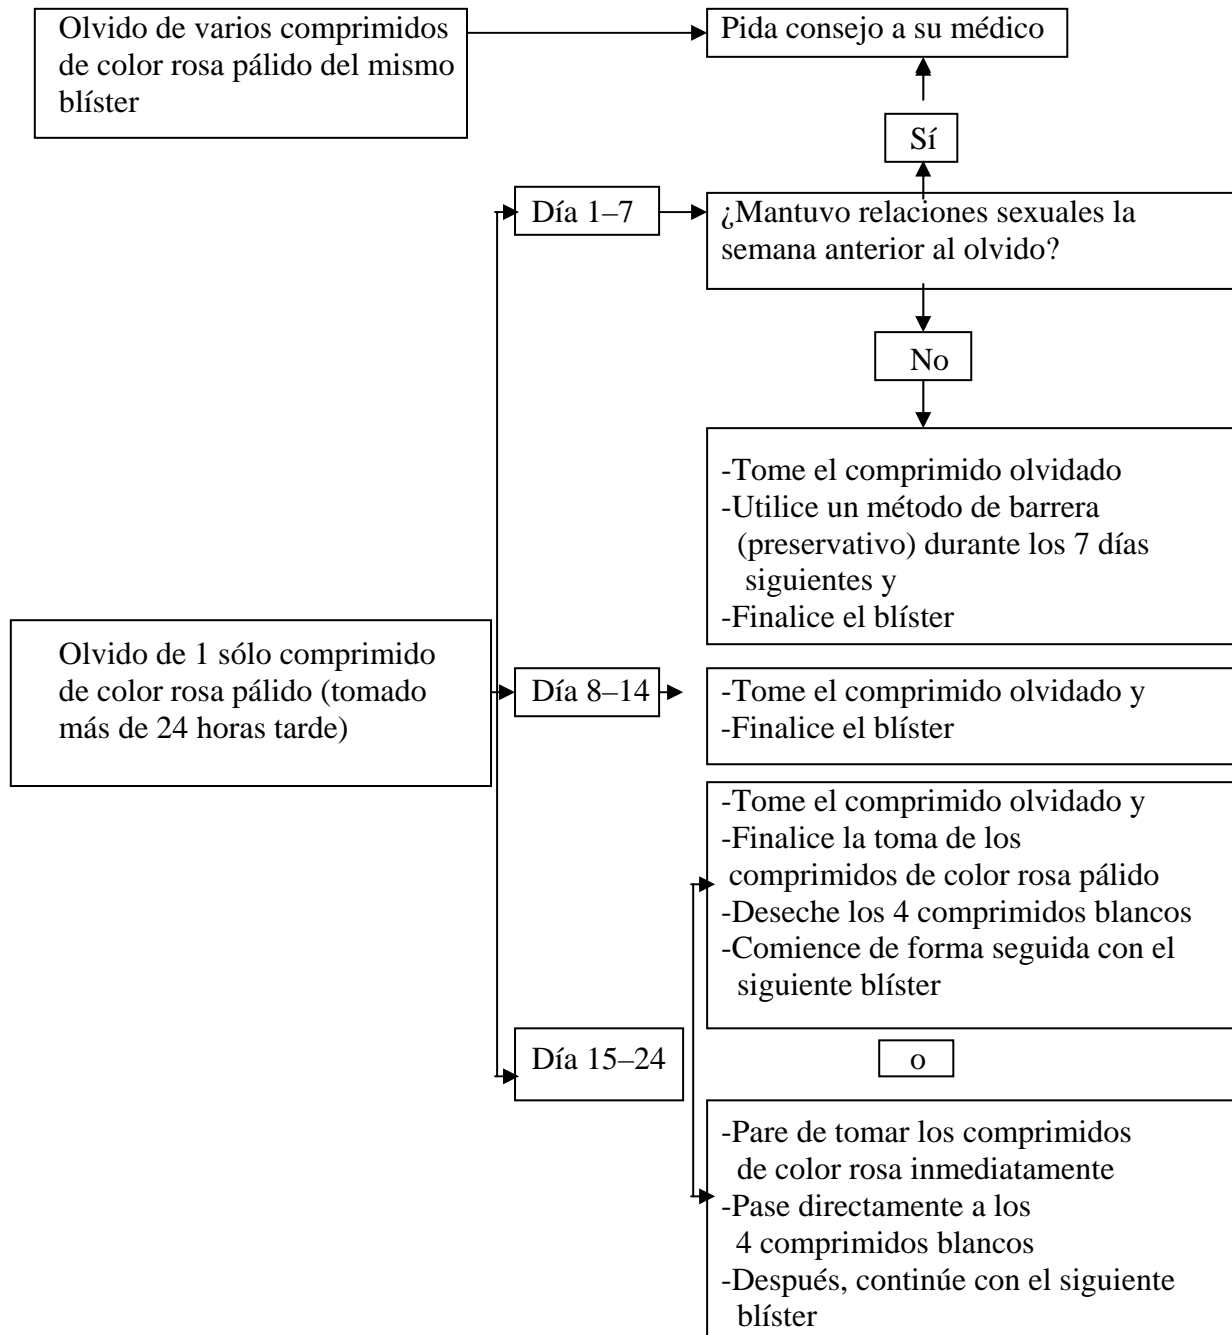 Olvido de varios comprimidos
de color rosa pálido del mismo
blíster
Pida consejo a su médico
Sí
Día 1–7
¿Mantuvo relaciones sexuales la
semana anterior al olvido?
No
-Tome el comprimido olvidado
-Utilice un método de barrera
(preservativo) durante los 7 días
siguientes y
-Finalice el blíster
Olvido de 1 sólo comprimido
de color rosa pálido (tomado
más de 24 horas tarde)
Día 8–14
-Tome el comprimido olvidado y
-Finalice el blíster
-Tome el comprimido olvidado y
-Finalice la toma de los
comprimidos de color rosa pálido
-Deseche los 4 comprimidos blancos
-Comience de forma seguida con el
siguiente blíster
Día 15–24
o
-Pare de tomar los comprimidos
de color rosa inmediatamente
-Pase directamente a los
4 comprimidos blancos
-Después, continúe con el siguiente
blíster